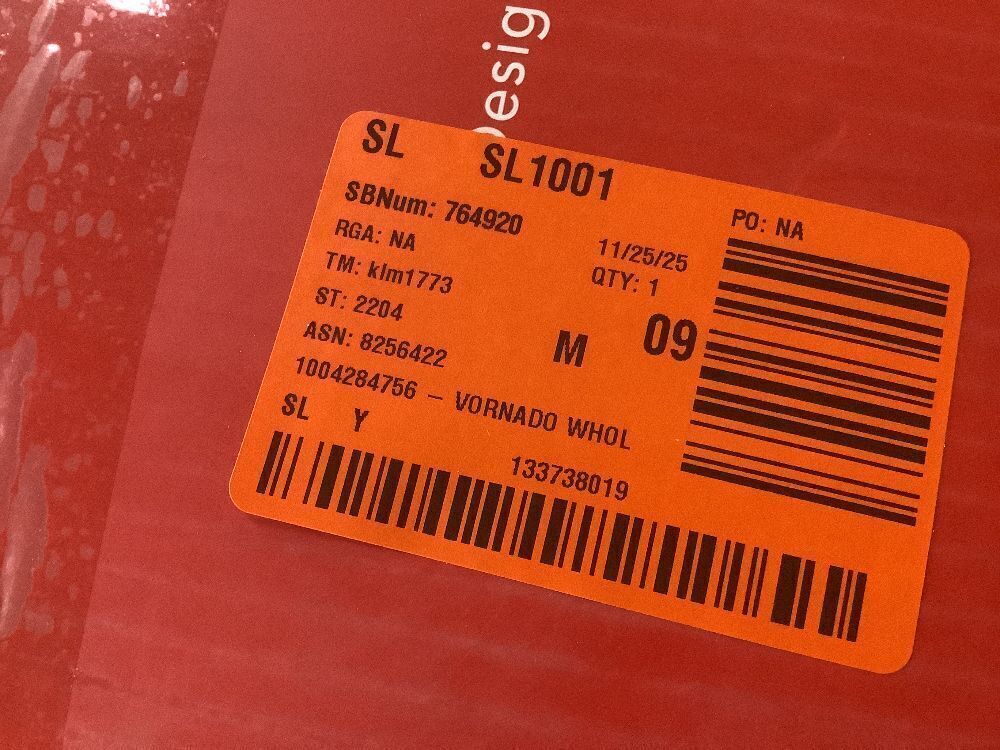 Desig
SL SL1001
SBNum: 764920
PO: NA
RGA: NA
11/25/25
TM: klm1773
QTY: 1
ST: 2204
M 09
ASN: 8256422
1004284756 – VORNADO WHOL
SL Y
133738019